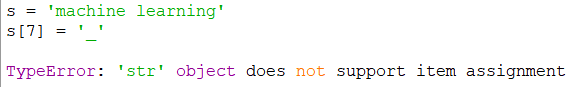 s = 'machine learning'
s[7] = '_'
TypeError: 'str' object does not support item assignment